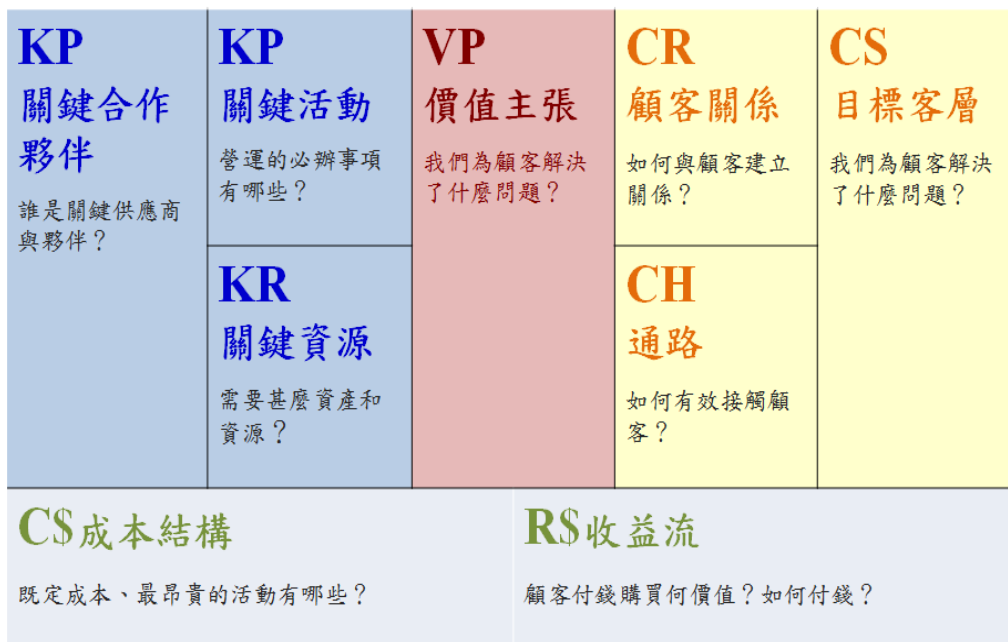 KP
關鍵合作
夥伴
誰是關鍵供應商
與夥伴？
KP
關鍵活動
營運的必辦事項
有哪些？
KR
關鍵資源
需要甚麼資產和
資源？
VP
價值主張
我們為顧客解決
了什麼問題？
CR
顧客關係
如何與顧客建立
關係？
CH
通路
如何有效接觸顧
客？
CS
目標客層
我們為顧客解決
了什麼問題？
C$成本結構
既定成本、最昂貴的活動有哪些？
R$收益流
顧客付錢購買何價值？如何付錢？